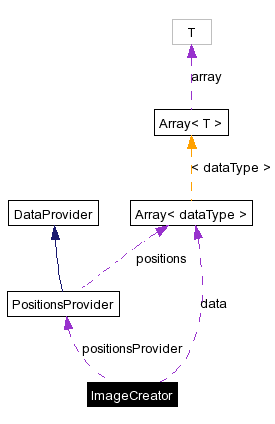 T
array
Array< T >
< dataType >
DataProvider
Array< dataType >
positions
PositionsProvider
data
positionsProvider
ImageCreator